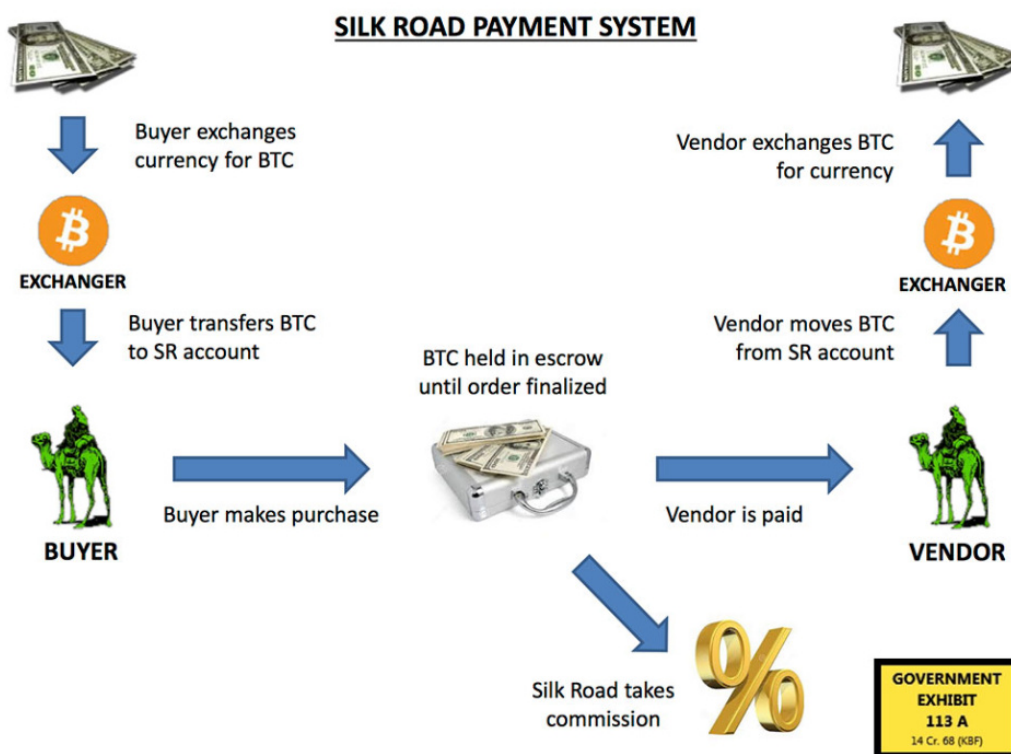 SILK ROAD PAYMENT SYSTEM
Buyer exchanges
currency for BTC
EXCHANGER
Buyer transfers BTC
to SR account
BUYER
Buyer makes purchase
BTC held in escrow
until order finalized
Silk Road takes
commission
Vendor is paid
VENDOR
Vendor moves BTC
from SR account
EXCHANGER
Vendor exchanges BTC
for currency
GOVERNMENT
EXHIBIT
113 A
14 Cr. 68 (KBF)